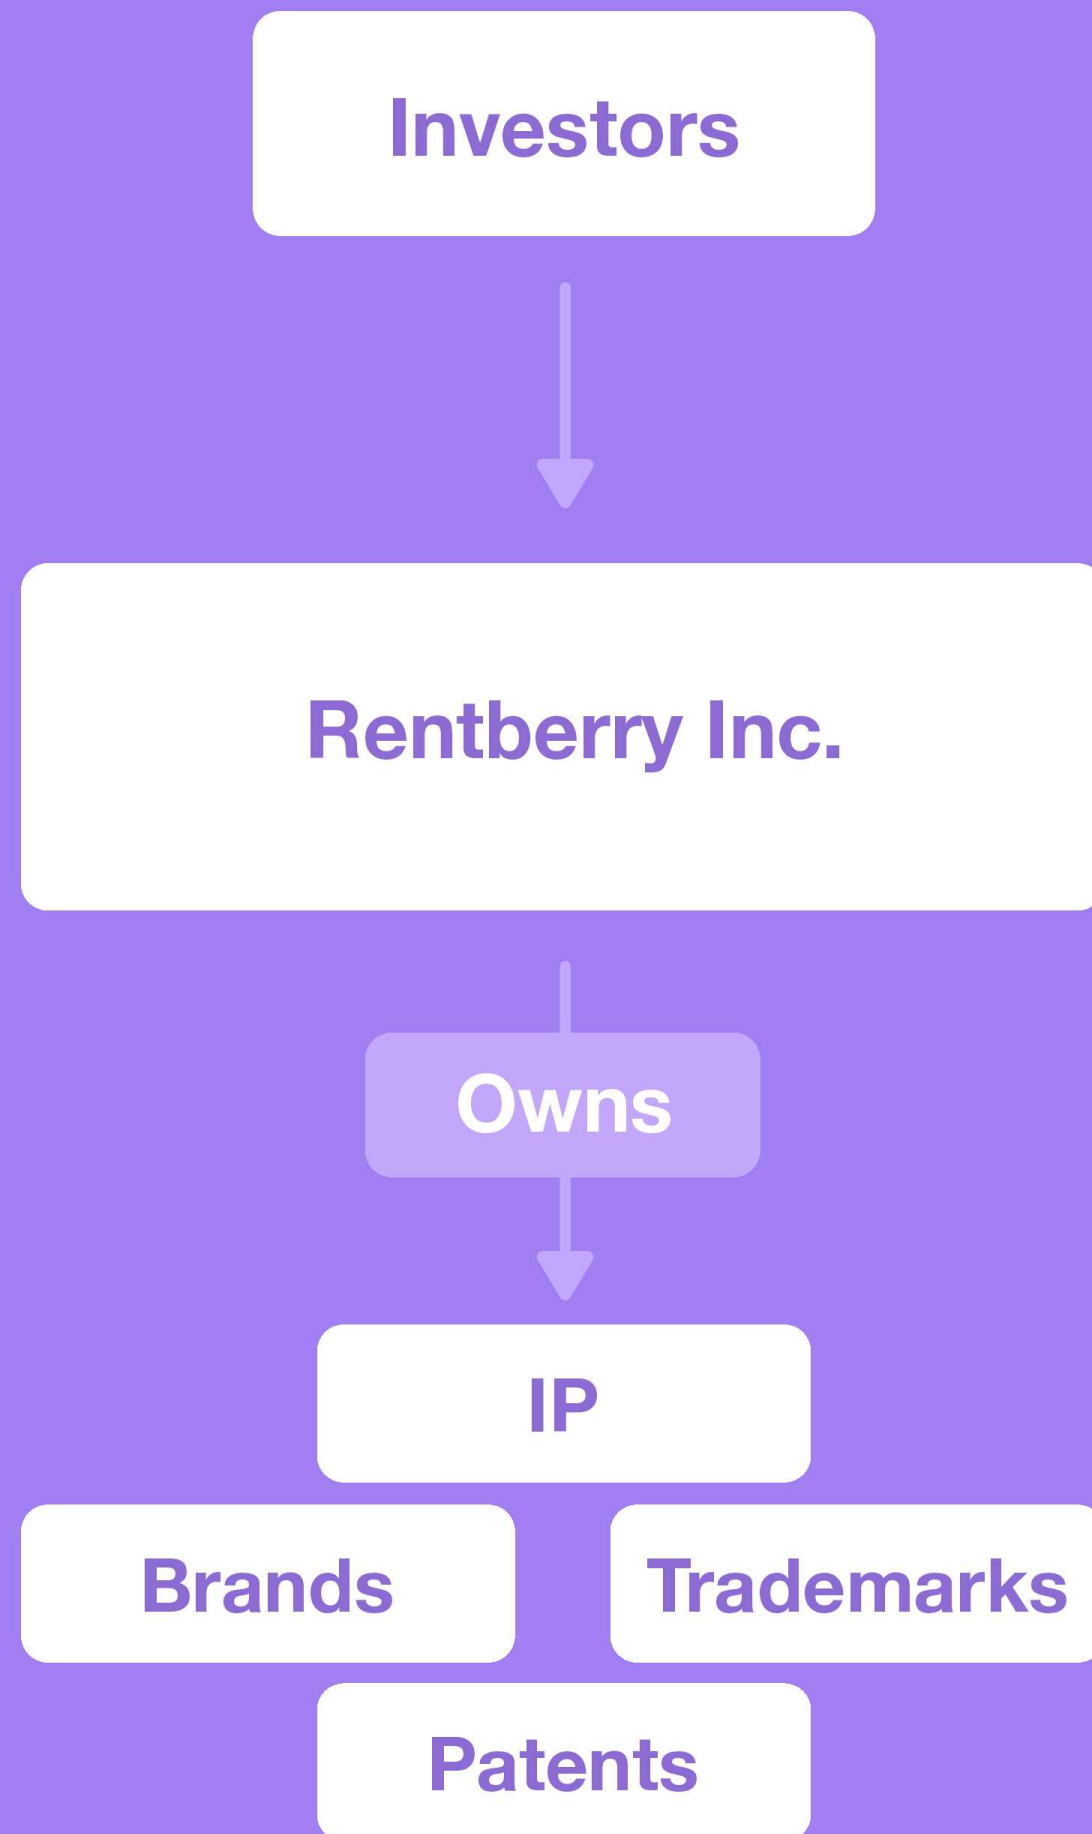 Investors
Rentberry Inc.
Owns
IP
Brands
Trademarks
Patents